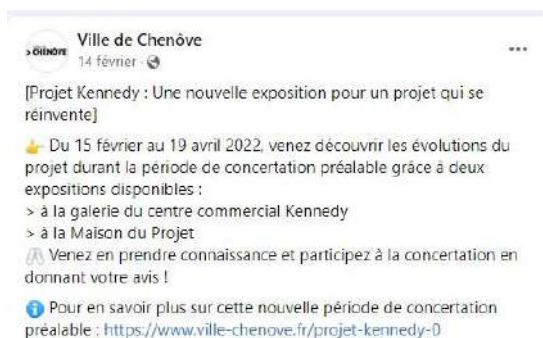 > CHENÔVE
Ville de Chenôve
14 février ·
[Projet Kennedy : Une nouvelle exposition pour un projet qui se
réinvente]
👉 Du 15 février au 19 avril 2022, venez découvrir les évolutions du
projet durant la période de concertation préalable grâce à deux
expositions disponibles :
> à la galerie du centre commercial Kennedy
> à la Maison du Projet
Venez en prendre connaissance et participez à la concertation en
donnant votre avis !
ℹ️ Pour en savoir plus sur cette nouvelle période de concertation
préalable : https://www.ville-chenove.fr/projet-kennedy-0